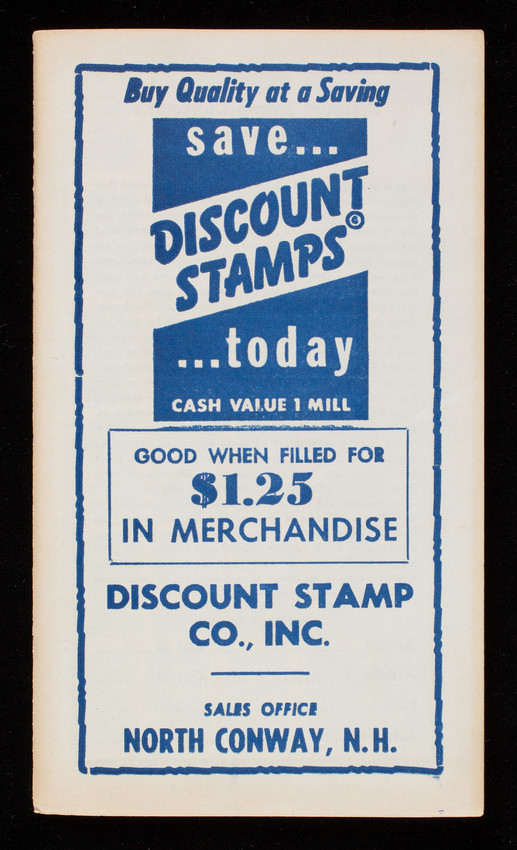 Buy Quality at a Saving
save...
DISCOUNT
STAMPS ©
...today
CASH VALUE 1 MILL
GOOD WHEN FILLED FOR
$1.25
IN MERCHANDISE
DISCOUNT STAMP
CO., INC.
SALES OFFICE
NORTH CONWAY, N.H.